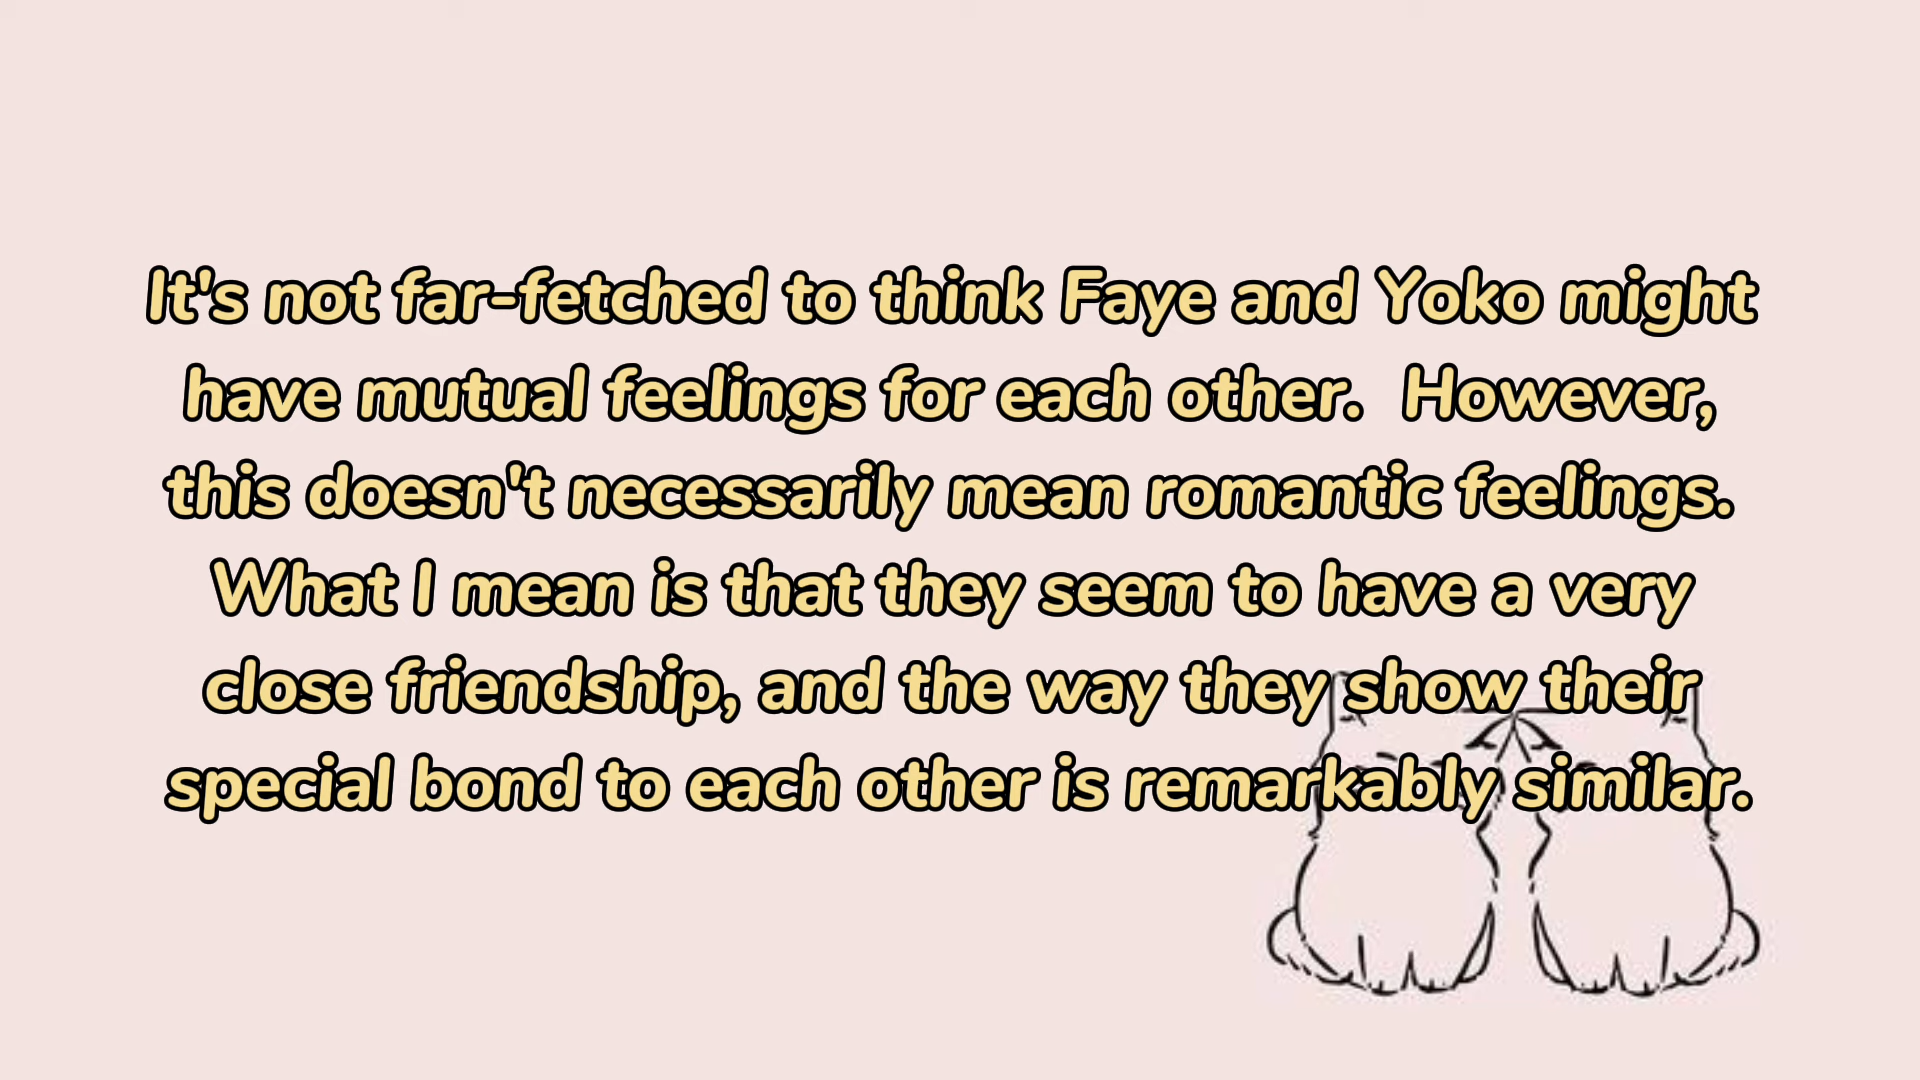 It's not far-fetched to think Faye and Yoko might
have mutual feelings for each other.  However,
this doesn't necessarily mean romantic feelings.
What I mean is that they seem to have a very
close friendship, and the way they show their
special bond to each other is remarkably similar.